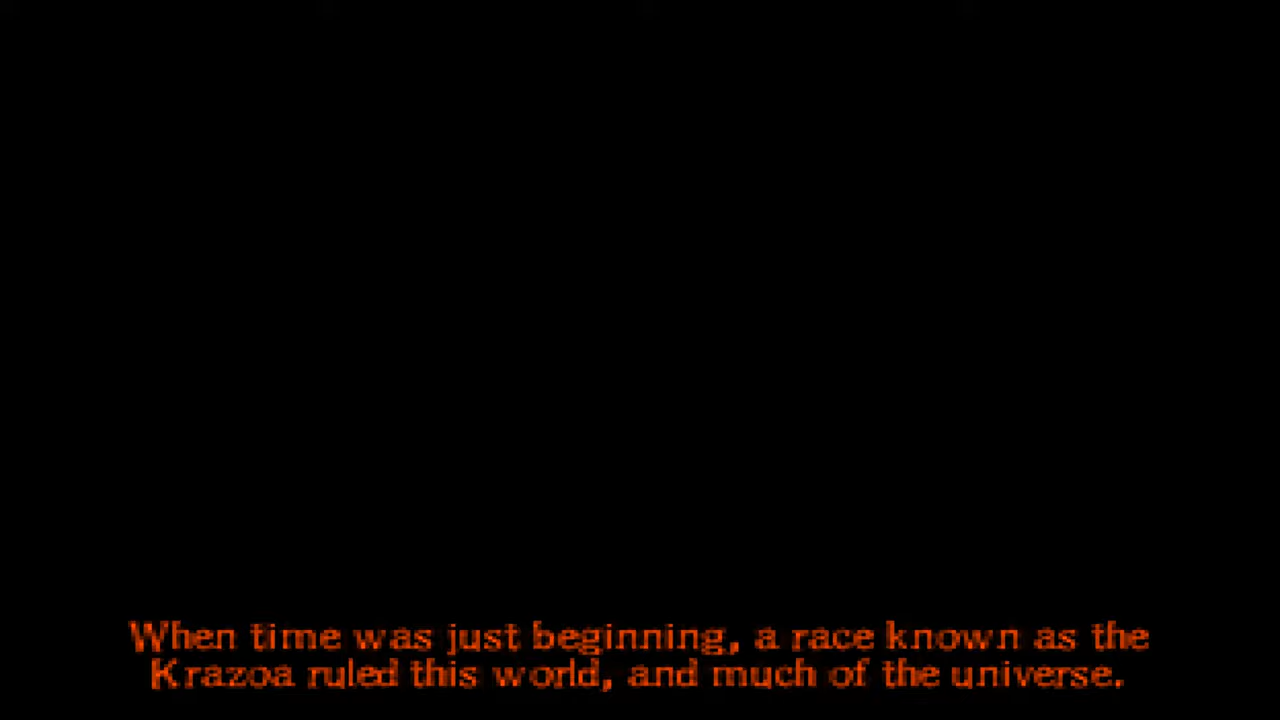 When time was just beginning, a race known as the
Krazoa ruled this world, and much of the universe.